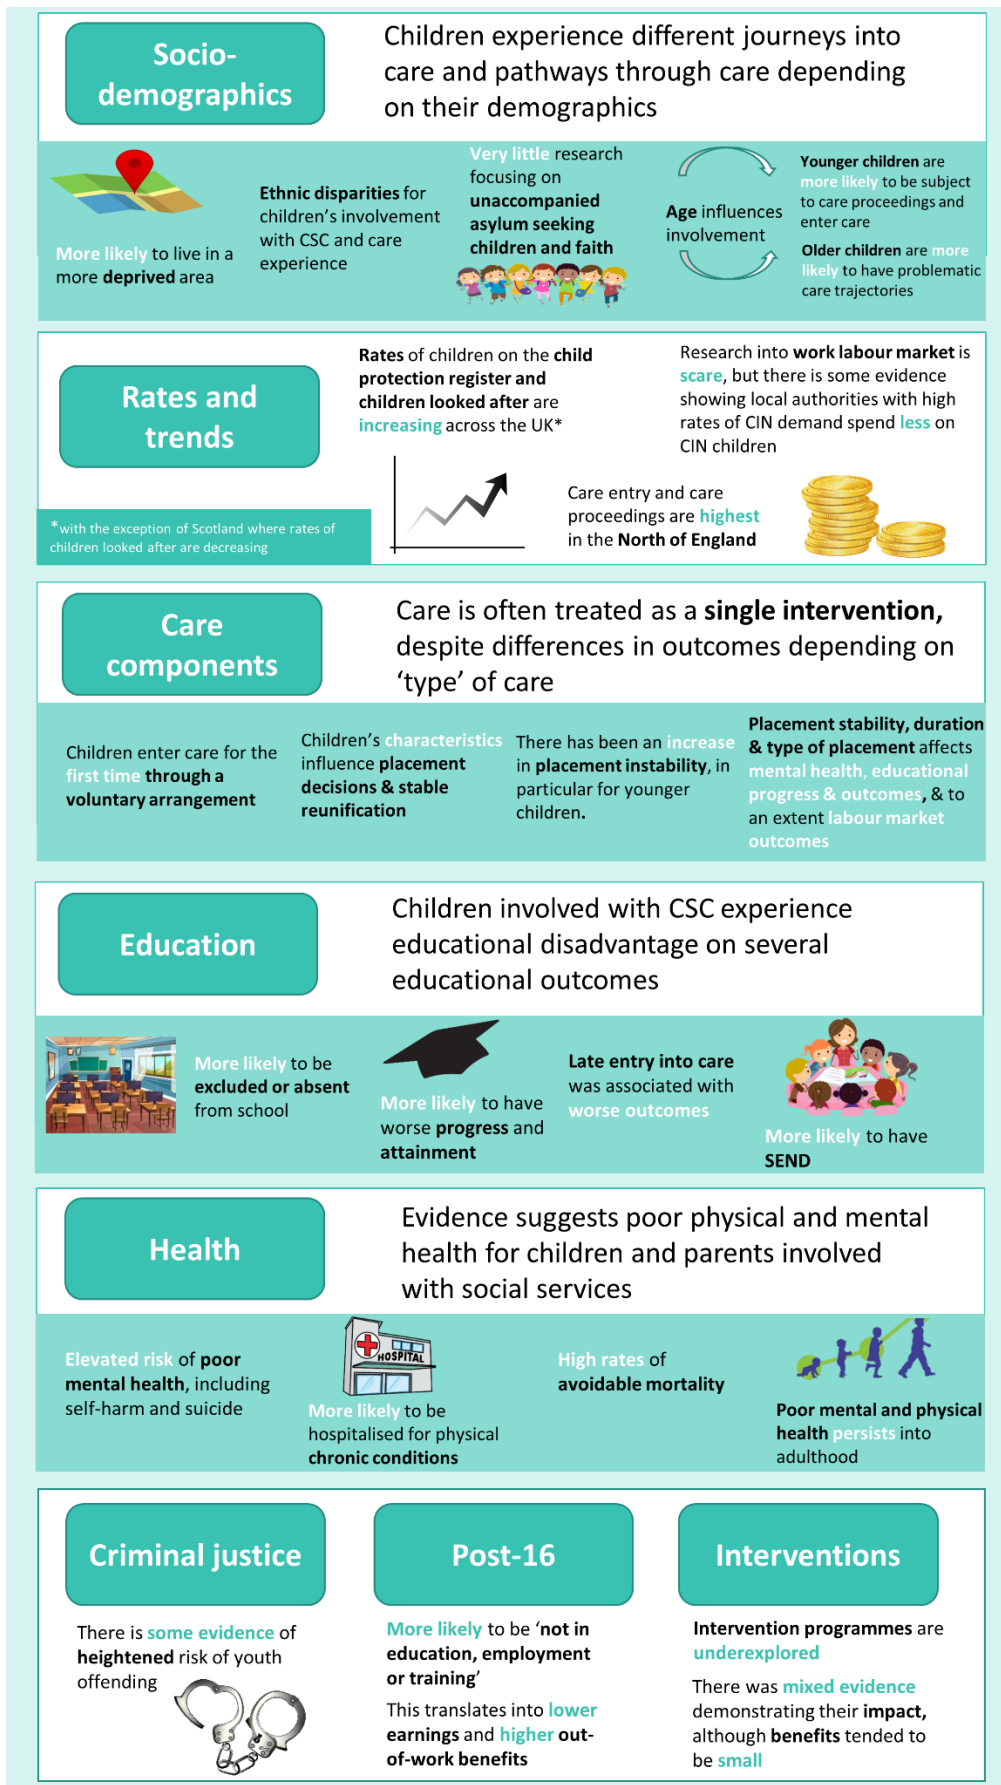 Socio-
demographics
Children experience different journeys into
care and pathways through care depending
on their demographics
More likely to live in a
more deprived area
Ethnic disparities for
children's involvement
with CSC and care
experience
Very little research
focusing on
unaccompanied
asylum seeking
children and faith
Age influences
involvement
Younger children are
more likely to be subject
to care proceedings and
enter care
Older children are more
likely to have problematic
care trajectories
Rates and
trends
*with the exception of Scotland where rates of
children looked after are decreasing
Rates of children on the child
protection register and
children looked after are
increasing across the UK*
Research into work labour market is
scare, but there is some evidence
showing local authorities with high
rates of CIN demand spend less on
CIN children
Care entry and care
proceedings are highest
in the North of England
Care
components
Care is often treated as a single intervention,
despite differences in outcomes depending on
‘type’ of care
Children enter care for the
first time through a
voluntary arrangement
Children's characteristics
influence placement
decisions & stable
reunification
There has been an increase
in placement instability, in
particular for younger
children.
Placement stability, duration
& type of placement affects
mental health, educational
progress & outcomes, & to
an extent labour market
outcomes
Education
Children involved with CSC experience
educational disadvantage on several
educational outcomes
More likely to be
excluded or absent
from school
More likely to have
worse progress and
attainment
Late entry into care
was associated with
worse outcomes
More likely to have
SEND
Health
Evidence suggests poor physical and mental
health for children and parents involved
with social services
Elevated risk of poor
mental health, including
self-harm and suicide
HOSPITAL
More likely to be
hospitalised for physical
chronic conditions
High rates of
avoidable mortality
Poor mental and physical
health persists into
adulthood
Criminal justice
There is some evidence of
heightened risk of youth
offending
Post-16
More likely to be ‘not in
education, employment
or training’
This translates into lower
earnings and higher out-
of-work benefits
Interventions
Intervention programmes are
underexplored
There was mixed evidence
demonstrating their impact,
although benefits tended to
be small